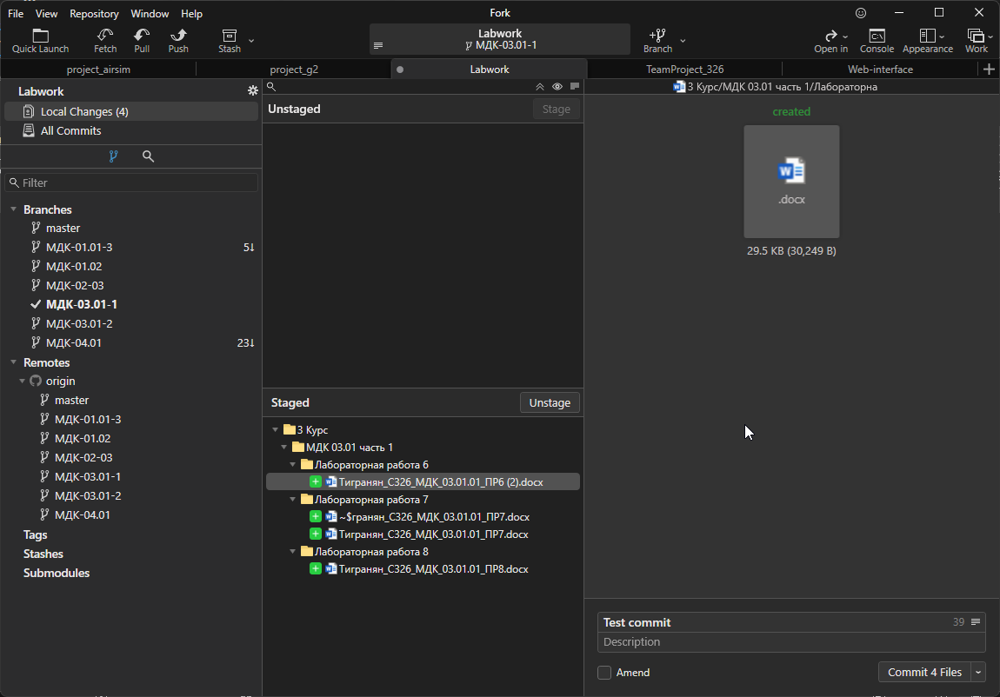 File View Repository Window Help
Fork
Quick Launch Fetch Pull Push Stash
Labwork
МДК-03.01-1
Branch
Open in Console Appearance Work
C:\
project_airsim project_g2 Labwork TeamProject_326 Web-interface
Labwork
Local Changes (4)
All Commits
Filter
Branches
master
МДК-01.01-3 5↓
МДК-01.02
МДК-02-03
МДК-03.01-1
МДК-03.01-2
МДК-04.01 23↓
Remotes
origin
master
МДК-01.01-3
МДК-01.02
МДК-02-03
МДК-03.01-1
МДК-03.01-2
МДК-04.01
Tags
Stashes
Submodules
Unstaged Stage
Staged Unstage
3 Курс
МДК 03.01 часть 1
Лабораторная работа 6
Тигранян_С326_МДК_03.01.01_ПР6 (2).docx
Лабораторная работа 7
~$гранян_С326_МДК_03.01.01_ПР7.docx
Тигранян_С326_МДК_03.01.01_ПР7.docx
Лабораторная работа 8
Тигранян_С326_МДК_03.01.01_ПР8.docx
3 Курс/МДК 03.01 часть 1/Лабораторна
created
W
.docx
29.5 KB (30,249 B)
Test commit 39
Description
Amend
Commit 4 Files